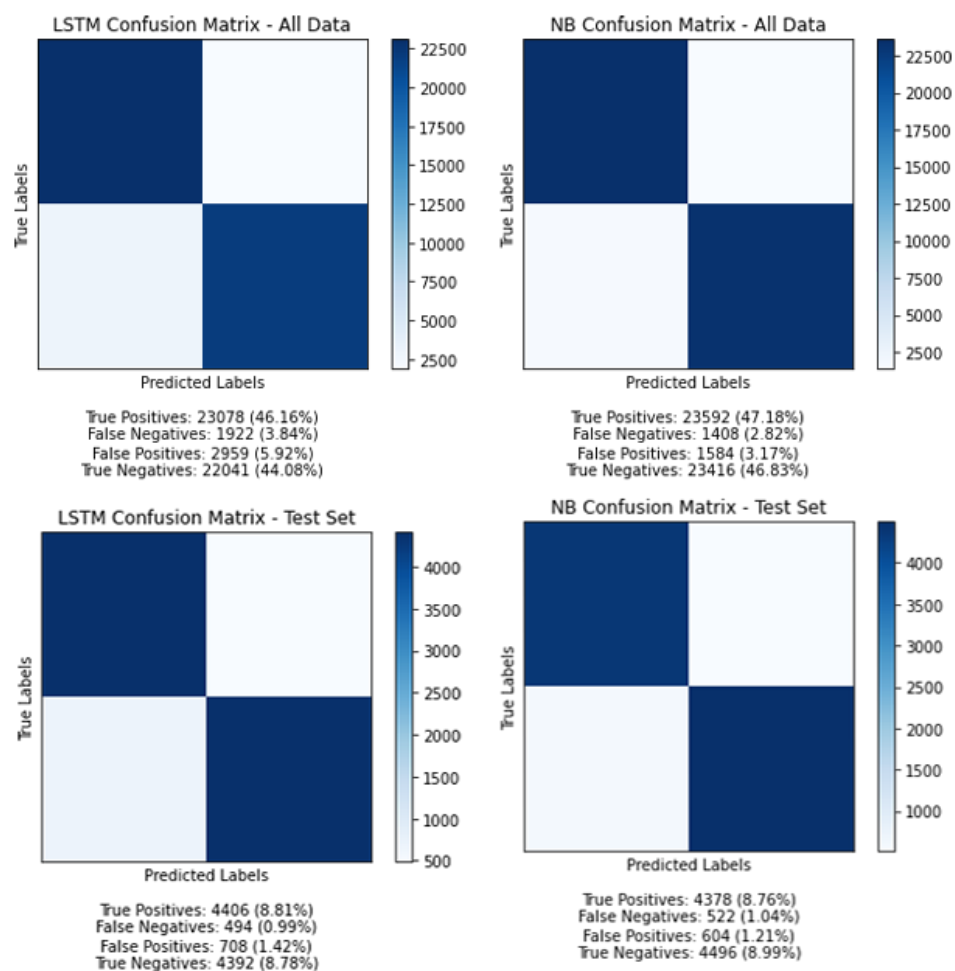 LSTM Confusion Matrix - All Data
22500
20000
17500
15000
12500
10000
7500
5000
2500
True Labels
Predicted Labels
True Positives: 23078 (46.16%)
False Negatives: 1922 (3.84%)
False Positives: 2959 (5.92%)
True Negatives: 22041 (44.08%)
NB Confusion Matrix - All Data
22500
20000
17500
15000
12500
10000
7500
5000
2500
True Labels
Predicted Labels
True Positives: 23592 (47.18%)
False Negatives: 1408 (2.82%)
False Positives: 1584 (3.17%)
True Negatives: 23416 (46.83%)
LSTM Confusion Matrix - Test Set
4000
3500
3000
2500
2000
1500
1000
500
True Labels
Predicted Labels
True Positives: 4406 (8.81%)
False Negatives: 494 (0.99%)
False Positives: 708 (1.42%)
True Negatives: 4392 (8.78%)
NB Confusion Matrix - Test Set
4000
3500
3000
2500
2000
1500
1000
True Labels
Predicted Labels
True Positives: 4378 (8.76%)
False Negatives: 522 (1.04%)
False Positives: 604 (1.21%)
True Negatives: 4496 (8.99%)